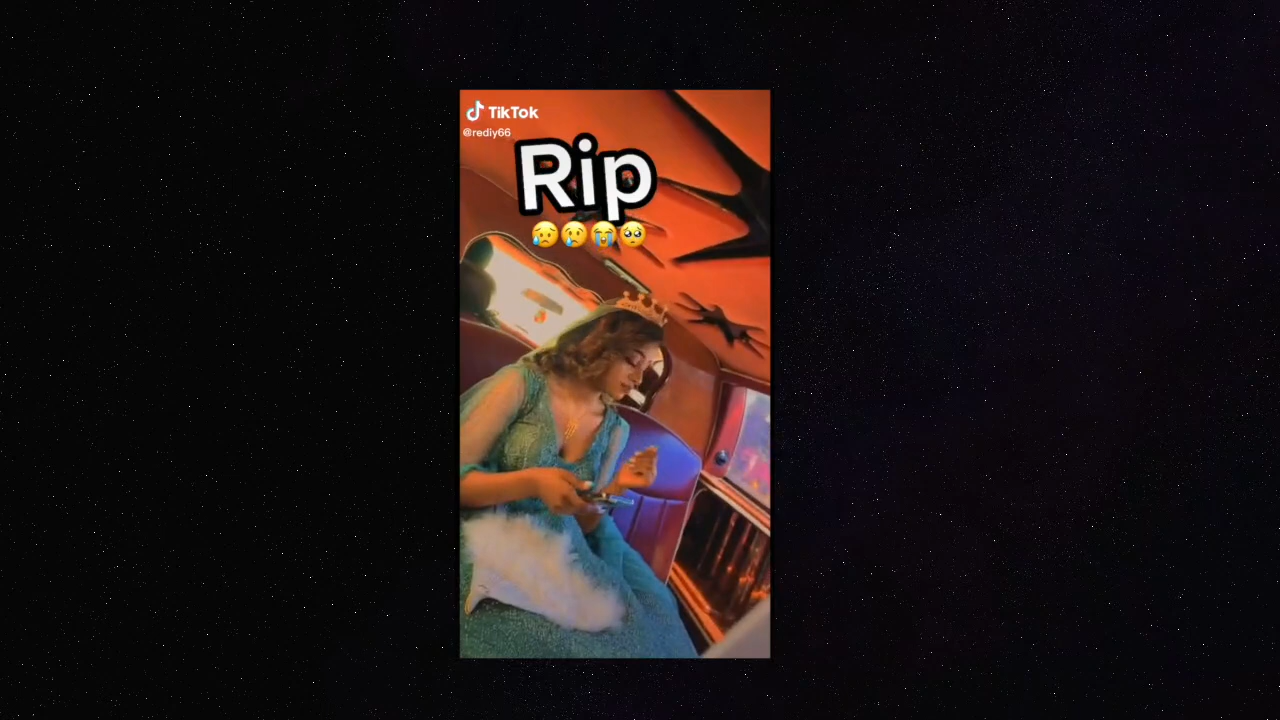 TikTok
@rediy66
Rip
😥😢😭🥺